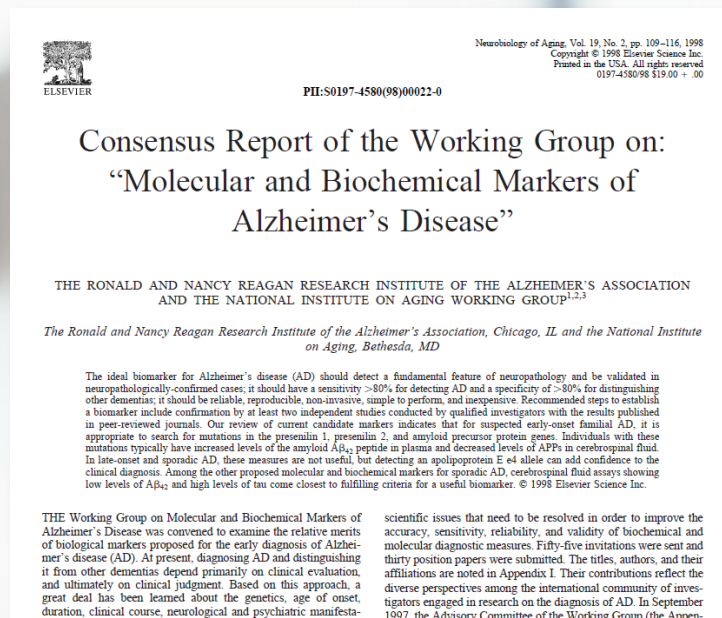 Neurobiology of Aging, Vol. 19, No. 2, pp. 109–116, 1998
Copyright © 1998 Elsevier Science Inc.
Printed in the USA. All rights reserved
0197-4580/98 $19.00 + .00
ELSEVIER
PII:S0197-4580(98)00022-0
Consensus Report of the Working Group on:
“Molecular and Biochemical Markers of
Alzheimer’s Disease”
THE RONALD AND NANCY REAGAN RESEARCH INSTITUTE OF THE ALZHEIMER’S ASSOCIATION
AND THE NATIONAL INSTITUTE ON AGING WORKING GROUP1,2,3
The Ronald and Nancy Reagan Research Institute of the Alzheimer’s Association, Chicago, IL and the National Institute
on Aging, Bethesda, MD
The ideal biomarker for Alzheimer’s disease (AD) should detect a fundamental feature of neuropathology and be validated in
neuropathologically-confirmed cases; it should have a sensitivity >80% for detecting AD and a specificity of >80% for distinguishing
other dementias; it should be reliable, reproducible, non-invasive, simple to perform, and inexpensive. Recommended steps to establish
a biomarker include confirmation by at least two independent studies conducted by qualified investigators with the results published
in peer-reviewed journals. Our review of current candidate markers indicates that for suspected early-onset familial AD, it is
appropriate to search for mutations in the presenilin 1, presenilin 2, and amyloid precursor protein genes. Individuals with these
mutations typically have increased levels of the amyloid Aβ42 peptide in plasma and decreased levels of APPs in cerebrospinal fluid.
In late-onset and sporadic AD, these measures are not useful, but detecting an apolipoprotein E e4 allele can add confidence to the
clinical diagnosis. Among the other proposed molecular and biochemical markers for sporadic AD, cerebrospinal fluid assays showing
low levels of Aβ42 and high levels of tau come closest to fulfilling criteria for a useful biomarker. © 1998 Elsevier Science Inc.
THE Working Group on Molecular and Biochemical Markers of
Alzheimer’s Disease was convened to examine the relative merits
of biological markers proposed for the early diagnosis of Alzhei-
mer’s disease (AD). At present, diagnosing AD and distinguishing
it from other dementias depend primarily on clinical evaluation,
and ultimately on clinical judgment. Based on this approach, a
great deal has been learned about the genetics, age of onset,
duration, clinical course, neurological and psychiatric manifesta-
scientific issues that need to be resolved in order to improve the
accuracy, sensitivity, reliability, and validity of biochemical and
molecular diagnostic measures. Fifty-five invitations were sent and
thirty position papers were submitted. The titles, authors, and their
affiliations are noted in Appendix I. Their contributions reflect the
diverse perspectives among the international community of inves-
tigators engaged in research on the diagnosis of AD. In September
1997, the Advisory Committee of the Working Group (the Appen-